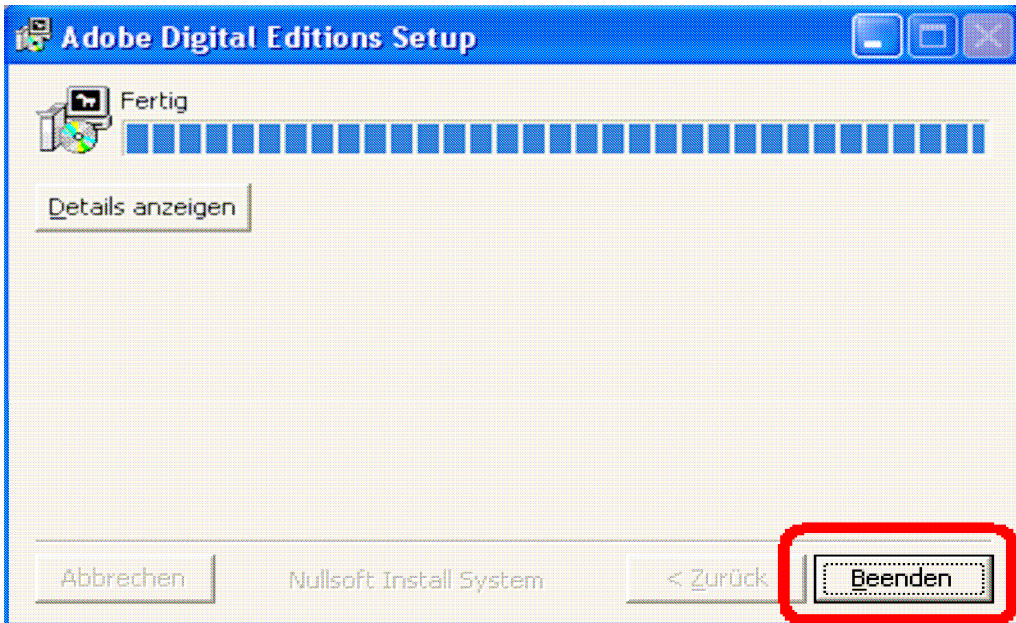 Adobe Digital Editions Setup
Fertig
Details anzeigen
Abbrechen
Nullsoft Install System
< Zurück
Beenden